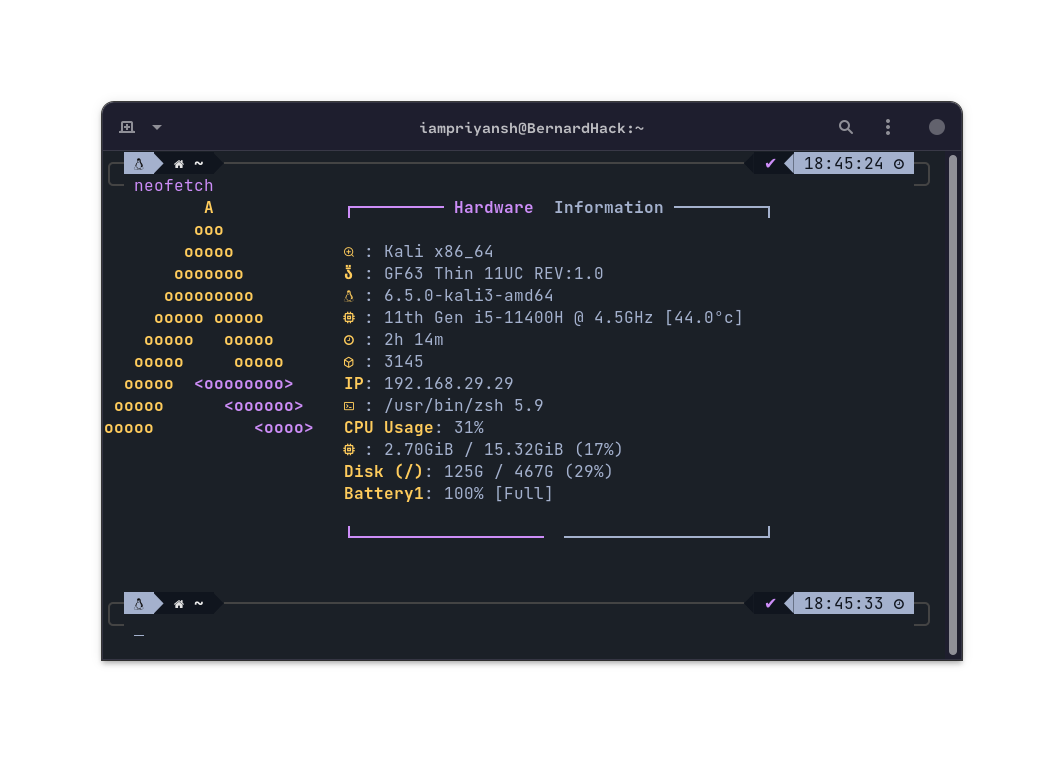 iampriyansh@BernardHack:~
~ ✔ 18:45:24
neofetch
A
ooo
ooooo
ooooooo
ooooooooo
ooooo ooooo
ooooo ooooo
ooooo ooooo
ooooo <oooooooo>
ooooo <oooooo>
ooooo <oooo>
Hardware Information
: Kali x86_64
: GF63 Thin 11UC REV:1.0
: 6.5.0-kali3-amd64
: 11th Gen i5-11400H @ 4.5GHz [44.0°c]
: 2h 14m
: 3145
IP: 192.168.29.29
: /usr/bin/zsh 5.9
CPU Usage: 31%
: 2.70GiB / 15.32GiB (17%)
Disk (/): 125G / 467G (29%)
Battery1: 100% [Full]
~ ✔ 18:45:33
_